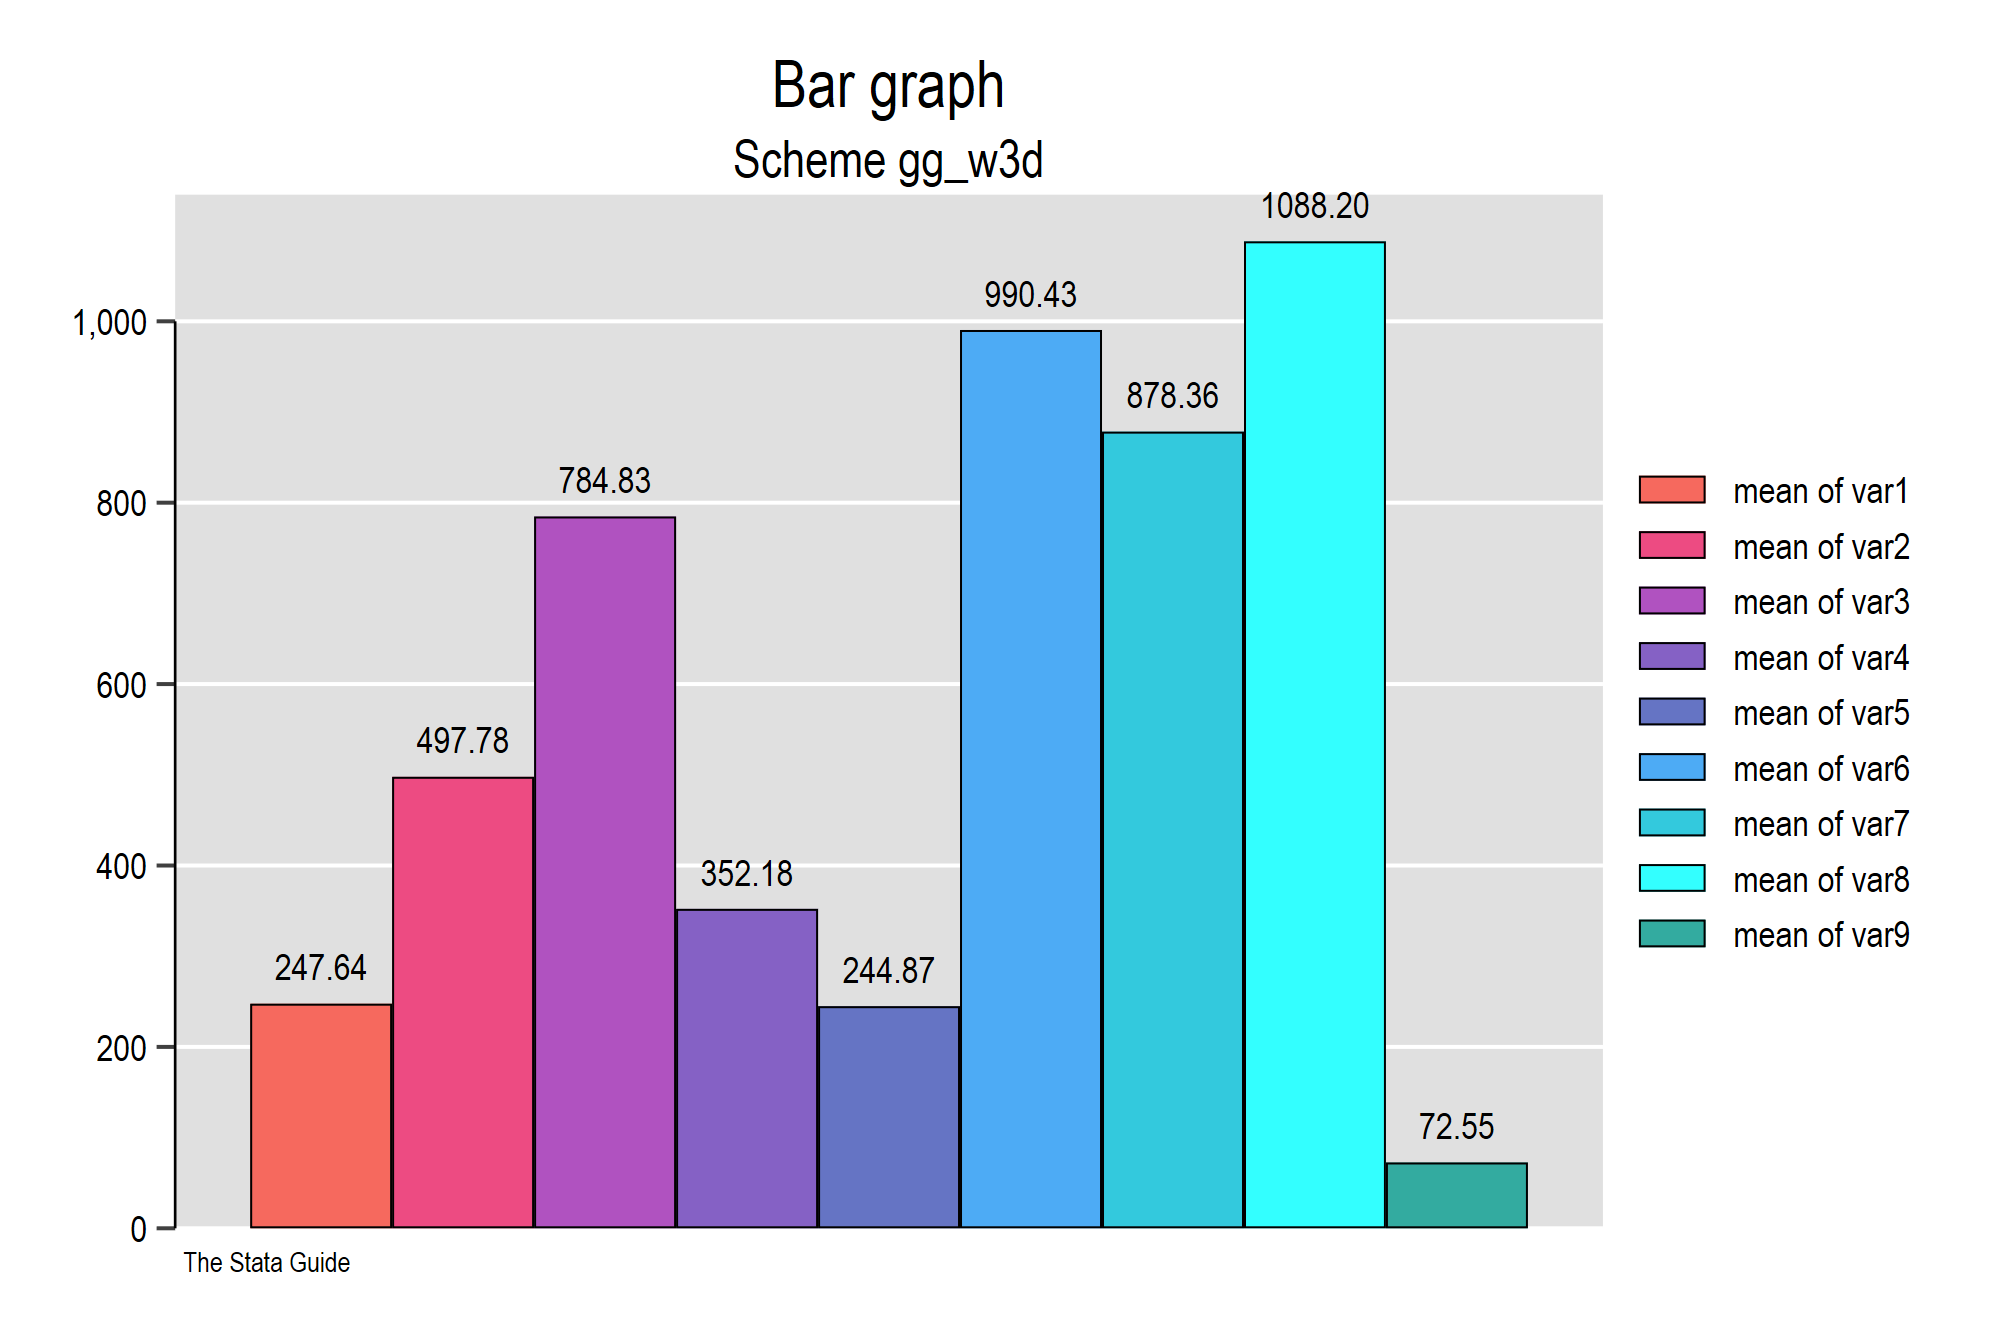 Bar graph
Scheme gg_w3d
1088.20
990.43
1,000
878.36
784.83
800
mean of var1
mean of var2
mean of var3
mean of var4
600
mean of var5
497.78
mean of var6
mean of var7
400
352.18
mean of var8
mean of var9
247.64
244.87
200
72.55
0
The Stata Guide